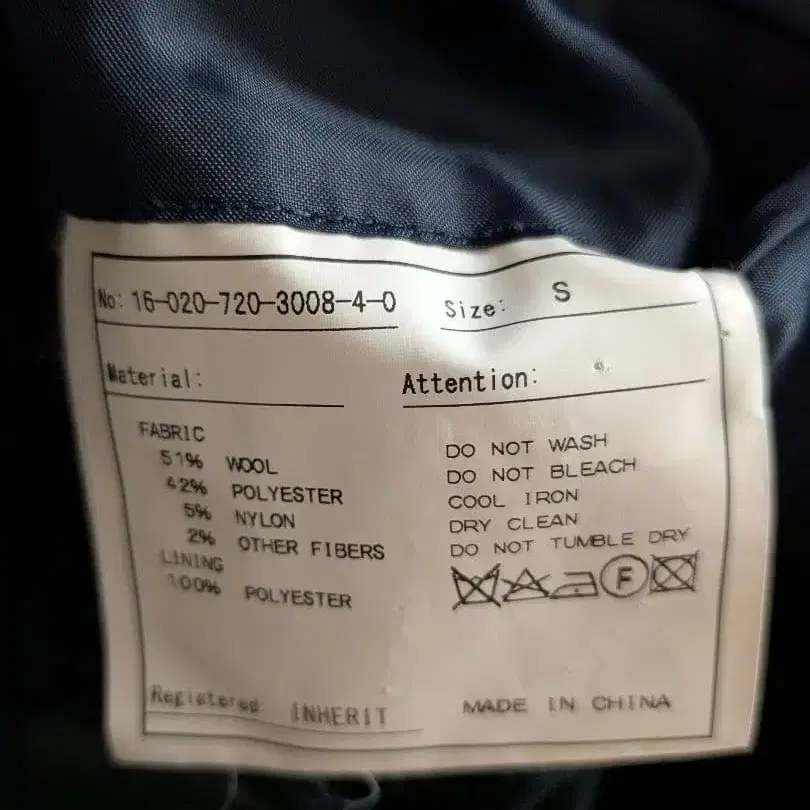 No: 16-020-720-3008-4-0
Size: S
Material:
FABRIC
51% WOOL
42% POLYESTER
5% NYLON
2% OTHER FIBERS
LINING
100% POLYESTER
Attention:
DO NOT WASH
DO NOT BLEACH
COOL IRON
DRY CLEAN
DO NOT TUMBLE DRY
F
Registered INHERIT
MADE IN CHINA